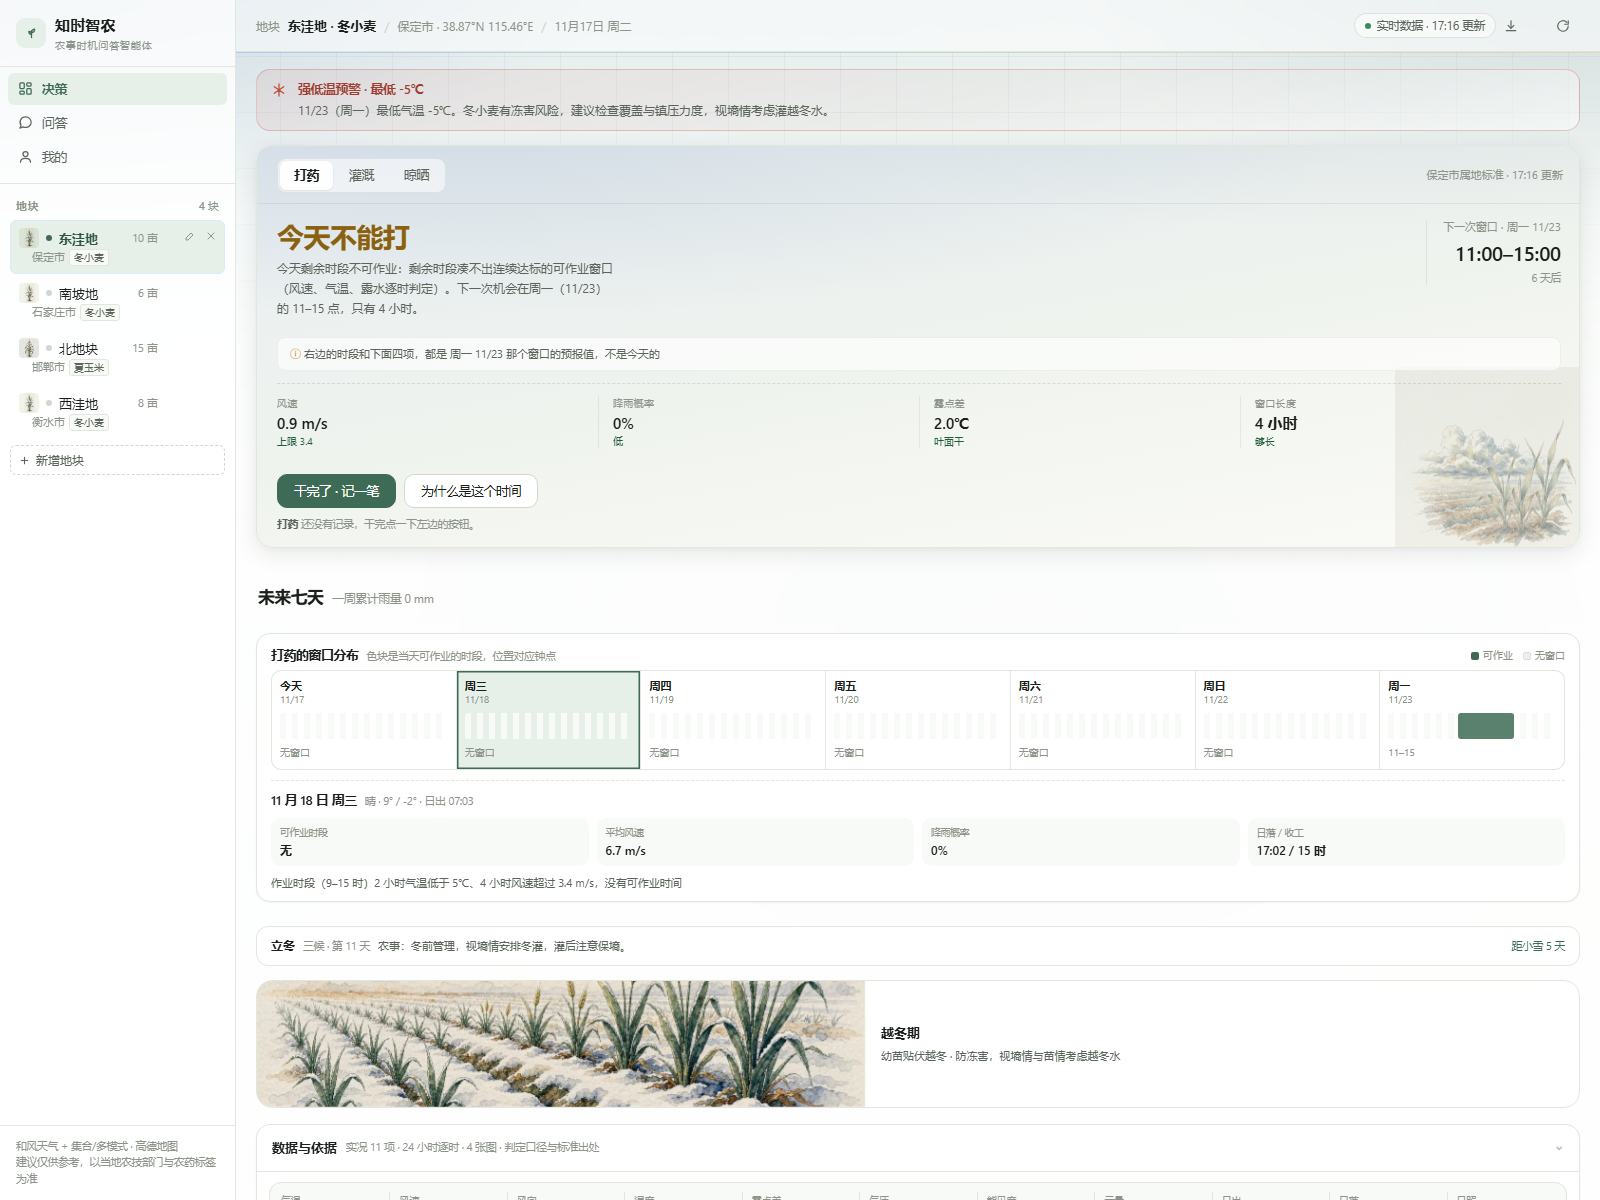 知时智农
农事时机问答智能体
决策
问答
我的
地块 4 块
东洼地 10 亩
保定市 冬小麦
南坡地 6 亩
石家庄市 冬小麦
北地块 15 亩
邯郸市 夏玉米
西洼地 8 亩
衡水市 冬小麦
+ 新增地块
和风天气 + 集合/多模式 · 高德地图
建议仅供参考，以当地农技部门与农药标签
为准
地块 东洼地 · 冬小麦 / 保定市 · 38.87°N 115.46°E / 11月17日 周二
实时数据 · 17:16 更新
强低温预警 · 最低 -5℃
11/23（周一）最低气温 -5℃。冬小麦有冻害风险，建议检查覆盖与镇压力度，视墒情考虑灌越冬水。
打药 灌溉 晾晒
保定市属地标准 · 17:16 更新
今天不能打
今天剩余时段不可作业：剩余时段凑不出连续达标的可作业窗口
（风速、气温、露水逐时判定）。下一次机会在周一（11/23）
的 11–15 点，只有 4 小时。
下一次窗口 · 周一 11/23
11:00–15:00
6 天后
右边的时段和下面四项，都是 周一 11/23 那个窗口的预报值，不是今天的
风速 降雨概率 露点差 窗口长度
0.9 m/s 0% 2.0℃ 4 小时
上限 3.4 低 叶面干 够长
干完了 · 记一笔 为什么是这个时间
打药 还没有记录，干完点一下左边的按钮。
未来七天 一周累计雨量 0 mm
打药的窗口分布 色块是当天可作业的时段，位置对应钟点
可作业 无窗口
今天 周三 周四 周五 周六 周日 周一
11/17 11/18 11/19 11/20 11/21 11/22 11/23
无窗口 无窗口 无窗口 无窗口 无窗口 无窗口 11–15
11 月 18 日 周三 晴 · 9° / -2° · 日出 07:03
可作业时段 平均风速 降雨概率 日落 / 收工
无 6.7 m/s 0% 17:02 / 15 时
作业时段（9–15 时）2 小时气温低于 5℃、4 小时风速超过 3.4 m/s，没有可作业时间
立冬 三候 · 第 11 天 农事：冬前管理，视墒情安排冬灌，灌后注意保墒。
距小雪 5 天
越冬期
幼苗贴伏越冬 · 防冻害，视墒情与苗情考虑越冬水
数据与依据 实况 11 项 · 24 小时逐时 · 4 张图 · 判定口径与标准出处